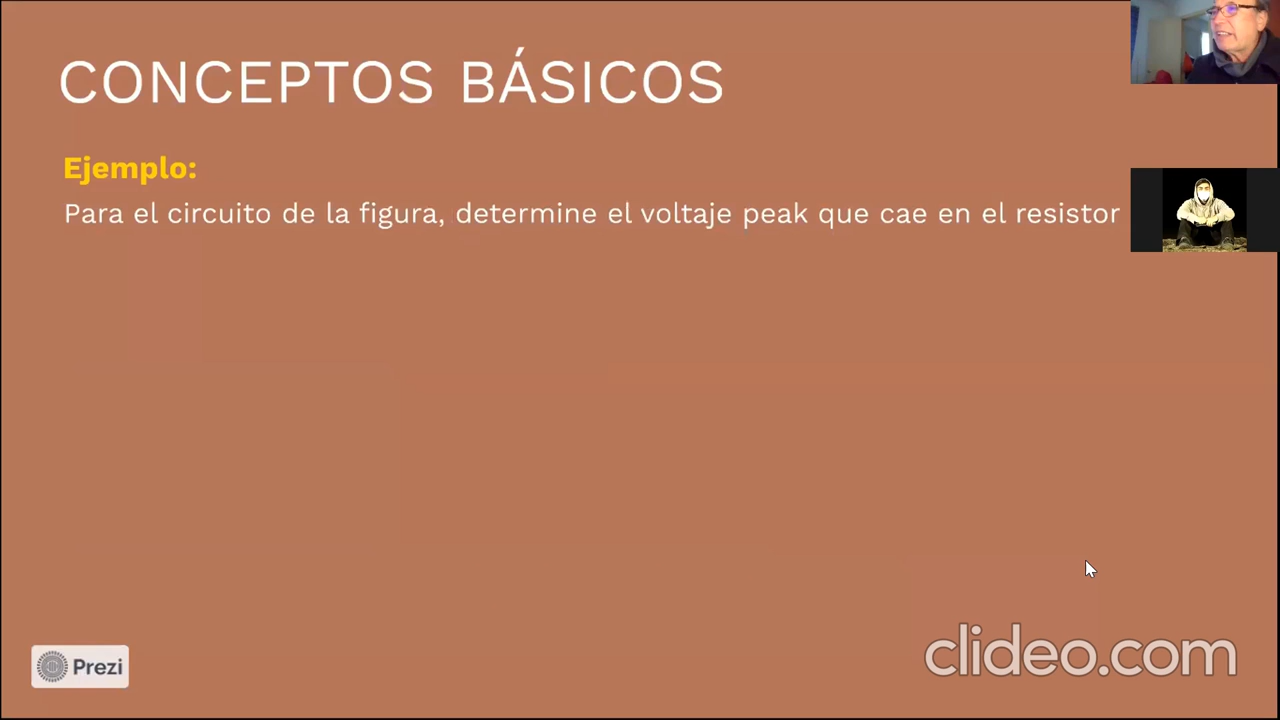 CONCEPTOS BÁSICOS
Ejemplo:
Para el circuito de la figura, determine el voltaje peak que cae en el resistor
Prezi
clideo.com